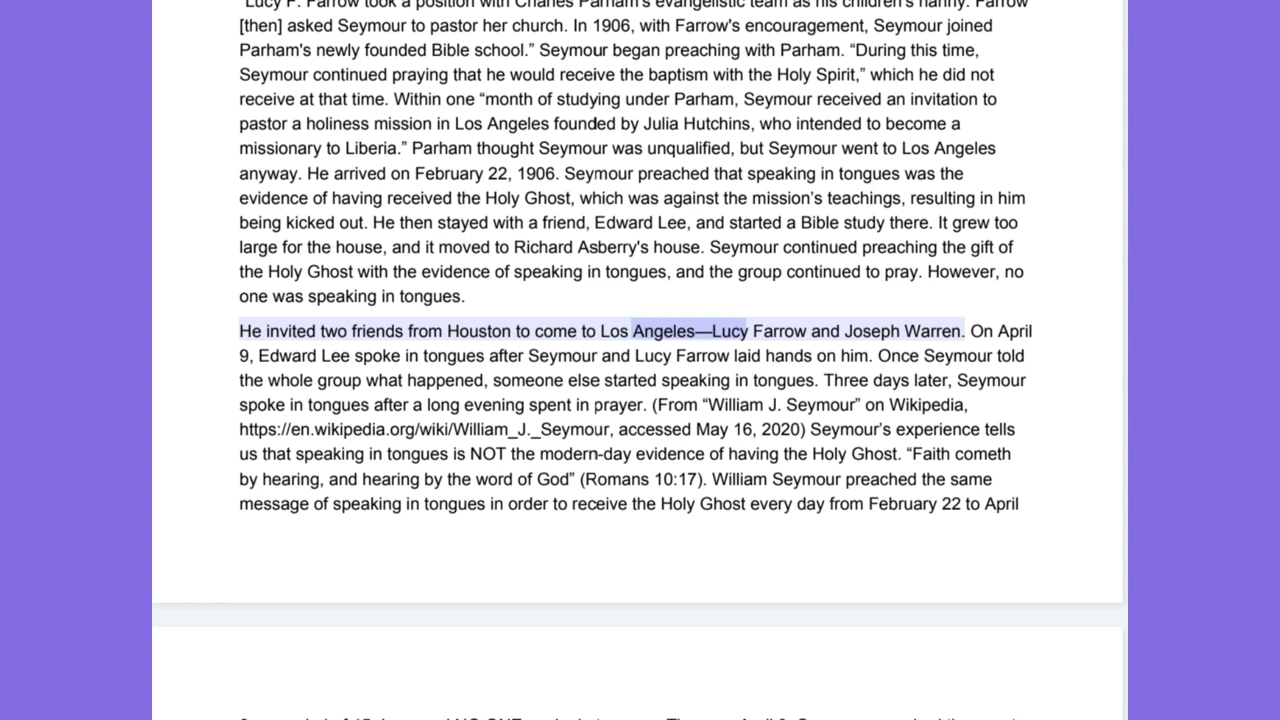 "Lucy F. Farrow took a position with Charles Parham's evangelistic team as his children's nanny. Farrow
[then] asked Seymour to pastor her church. In 1906, with Farrow's encouragement, Seymour joined
Parham's newly founded Bible school.” Seymour began preaching with Parham. “During this time,
Seymour continued praying that he would receive the baptism with the Holy Spirit,” which he did not
receive at that time. Within one “month of studying under Parham, Seymour received an invitation to
pastor a holiness mission in Los Angeles founded by Julia Hutchins, who intended to become a
missionary to Liberia.” Parham thought Seymour was unqualified, but Seymour went to Los Angeles
anyway. He arrived on February 22, 1906. Seymour preached that speaking in tongues was the
evidence of having received the Holy Ghost, which was against the mission’s teachings, resulting in him
being kicked out. He then stayed with a friend, Edward Lee, and started a Bible study there. It grew too
large for the house, and it moved to Richard Asberry's house. Seymour continued preaching the gift of
the Holy Ghost with the evidence of speaking in tongues, and the group continued to pray. However, no
one was speaking in tongues.
He invited two friends from Houston to come to Los Angeles—Lucy Farrow and Joseph Warren. On April
9, Edward Lee spoke in tongues after Seymour and Lucy Farrow laid hands on him. Once Seymour told
the whole group what happened, someone else started speaking in tongues. Three days later, Seymour
spoke in tongues after a long evening spent in prayer. (From “William J. Seymour” on Wikipedia,
https://en.wikipedia.org/wiki/William_J._Seymour, accessed May 16, 2020) Seymour’s experience tells
us that speaking in tongues is NOT the modern-day evidence of having the Holy Ghost. “Faith cometh
by hearing, and hearing by the word of God” (Romans 10:17). William Seymour preached the same
message of speaking in tongues in order to receive the Holy Ghost every day from February 22 to April